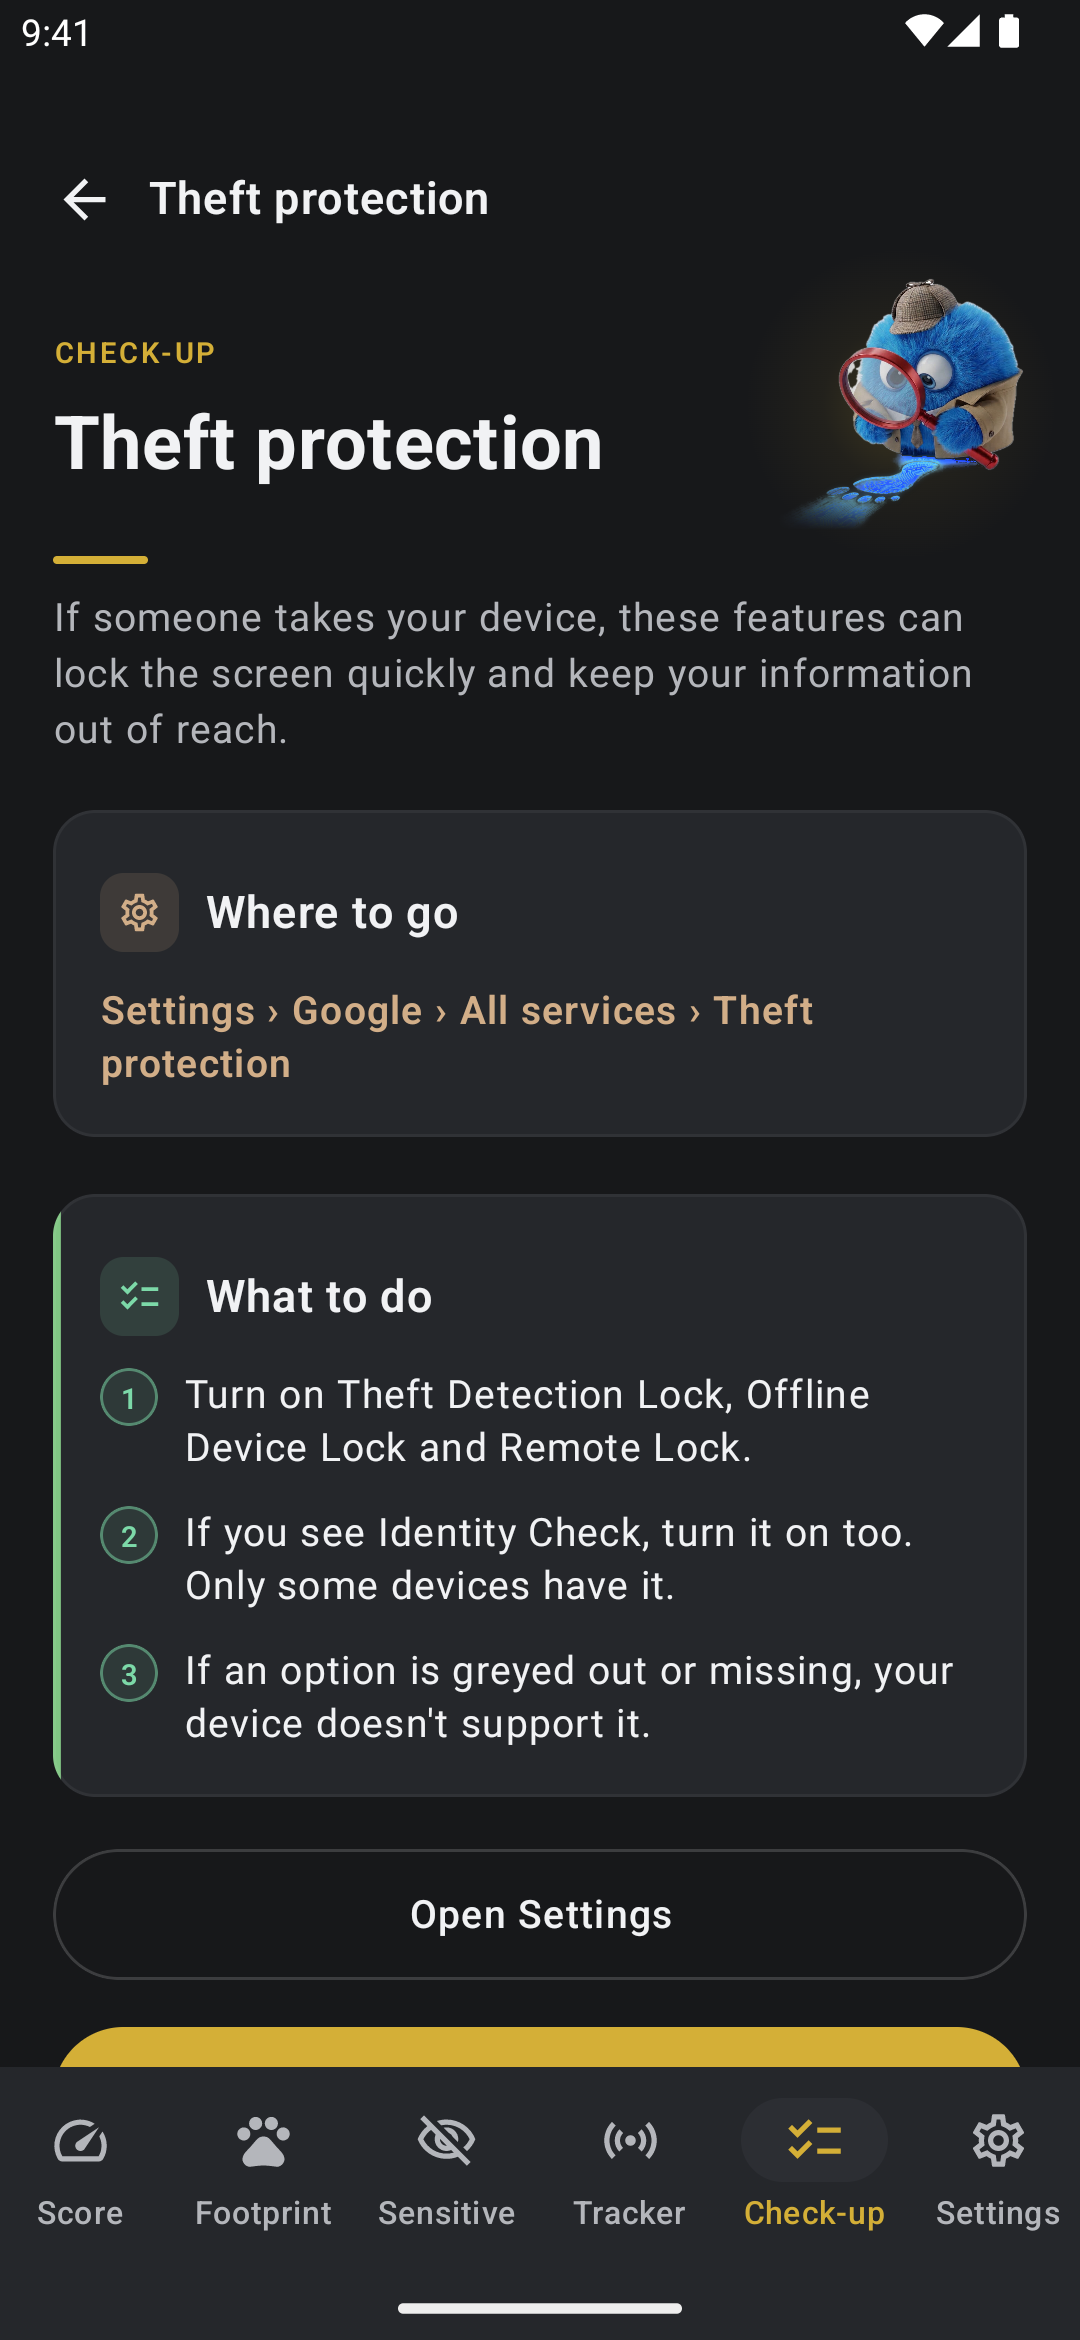 9:41
Theft protection
CHECK-UP
Theft protection
If someone takes your device, these features can
lock the screen quickly and keep your information
out of reach.
Where to go
Settings › Google › All services › Theft
protection
What to do
1 Turn on Theft Detection Lock, Offline
Device Lock and Remote Lock.
2 If you see Identity Check, turn it on too.
Only some devices have it.
3 If an option is greyed out or missing, your
device doesn't support it.
Open Settings
Score Footprint Sensitive Tracker Check-up Settings